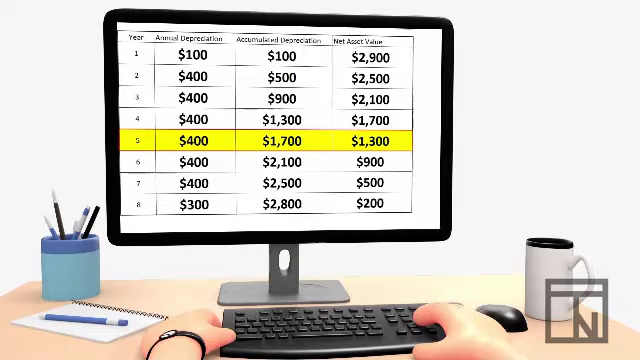 Year Annual Depreciation Accumulated Depreciation Net Asset Value
1 $100 $100 $2,900
2 $400 $500 $2,500
3 $400 $900 $2,100
4 $400 $1,300 $1,700
5 $400 $1,700 $1,300
6 $400 $2,100 $900
7 $400 $2,500 $500
8 $300 $2,800 $200
N